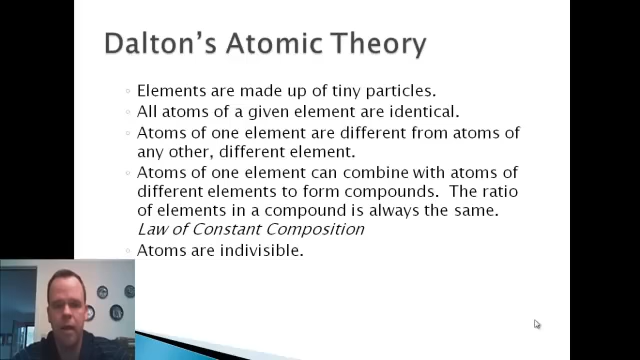 Dalton's Atomic Theory
Elements are made up of tiny particles.
All atoms of a given element are identical.
Atoms of one element are different from atoms of
any other, different element.
Atoms of one element can combine with atoms of
different elements to form compounds. The ratio
of elements in a compound is always the same.
Law of Constant Composition
Atoms are indivisible.